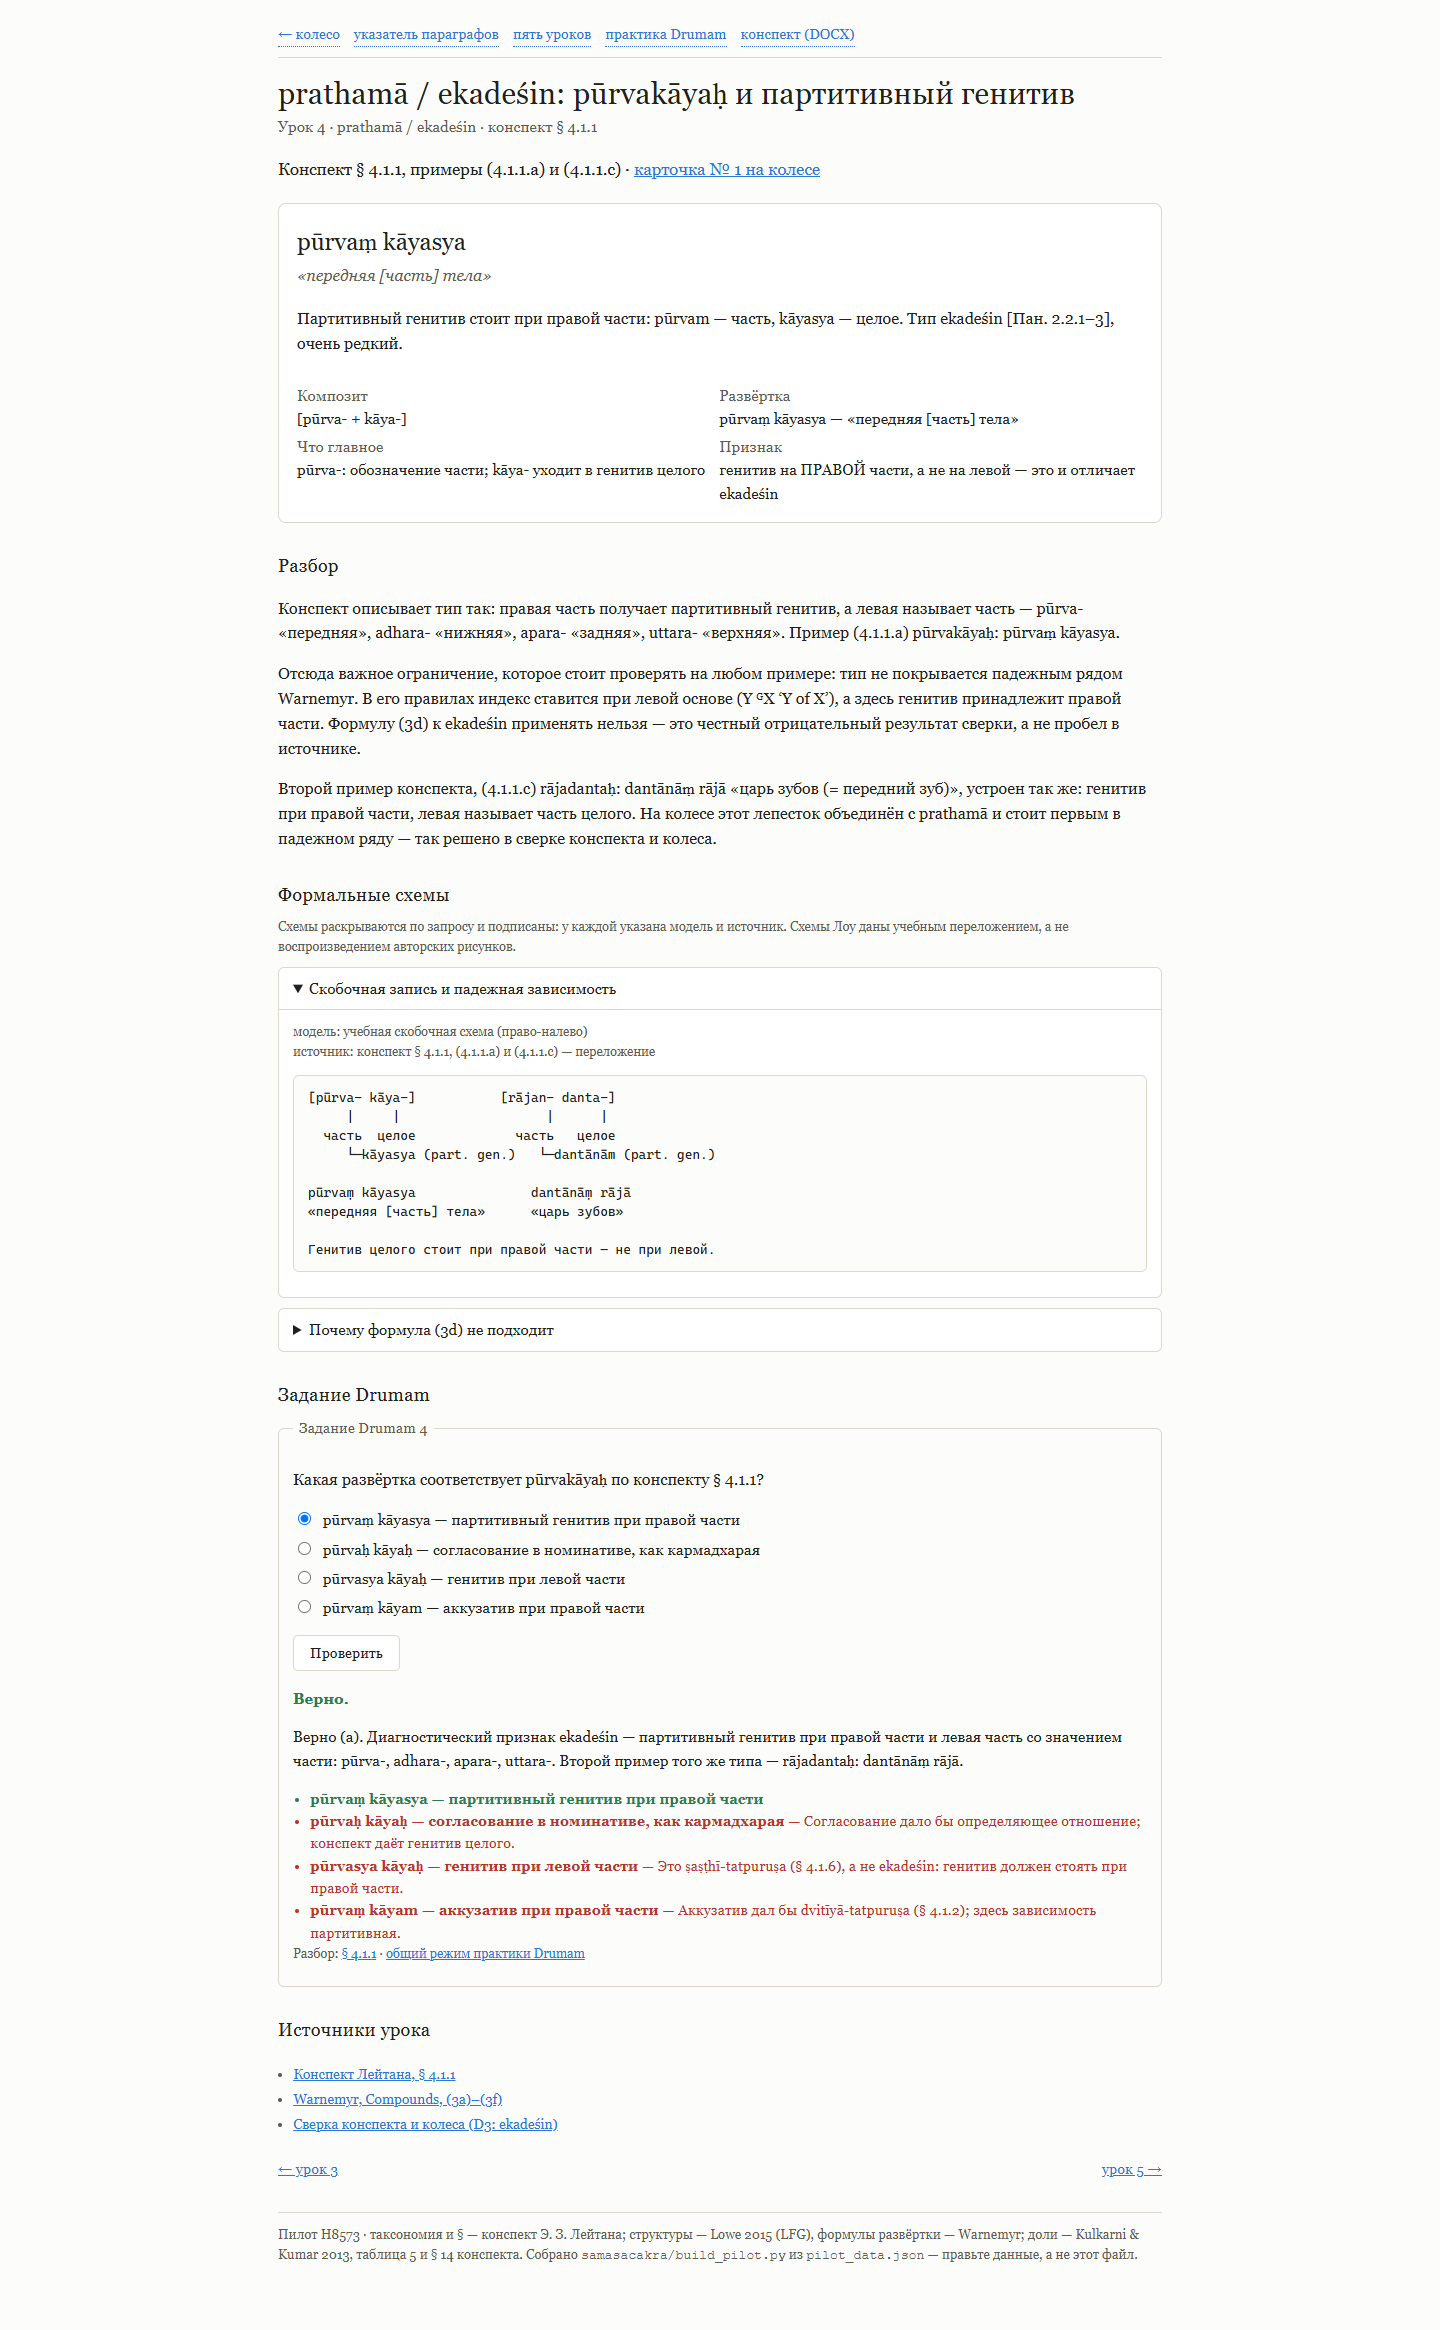 ← колесо указатель параграфов пять уроков практика Drumam конспект (DOCX)
prathamā / ekadeśin: pūrvakāyaḥ и партитивный генитив
Урок 4 · prathamā / ekadeśin · конспект § 4.1.1
Конспект § 4.1.1, примеры (4.1.1.a) и (4.1.1.c) · карточка № 1 на колесе
pūrvaṃ kāyasya
«передняя [часть] тела»
Партитивный генитив стоит при правой части: pūrvam — часть, kāyasya — целое. Тип ekadeśin [Пан. 2.2.1–3],
очень редкий.
Композит
[pūrva- + kāya-]
Развёртка
pūrvaṃ kāyasya — «передняя [часть] тела»
Что главное
pūrva-: обозначение части; kāya- уходит в генитив целого
Признак
генитив на ПРАВОЙ части, а не на левой — это и отличает
ekadeśin
Разбор
Конспект описывает тип так: правая часть получает партитивный генитив, а левая называет часть — pūrva-
«передняя», adhara- «нижняя», apara- «задняя», uttara- «верхняя». Пример (4.1.1.a) pūrvakāyaḥ: pūrvaṃ kāyasya.
Отсюда важное ограничение, которое стоит проверять на любом примере: тип не покрывается падежным рядом
Warnemyr. В его правилах индекс ставится при левой основе (Y ᴳX ‘Y of X’), а здесь генитив принадлежит правой
части. Формулу (3d) к ekadeśin применять нельзя — это честный отрицательный результат сверки, а не пробел в
источнике.
Второй пример конспекта, (4.1.1.c) rājadantaḥ: dantānāṃ rājā «царь зубов (= передний зуб)», устроен так же: генитив
при правой части, левая называет часть целого. На колесе этот лепесток объединён с prathamā и стоит первым в
падежном ряду — так решено в сверке конспекта и колеса.
Формальные схемы
Схемы раскрываются по запросу и подписаны: у каждой указана модель и источник. Схемы Лоу даны учебным переложением, а не
воспроизведением авторских рисунков.
▼ Скобочная запись и падежная зависимость
модель: учебная скобочная схема (право-налево)
источник: конспект § 4.1.1, (4.1.1.a) и (4.1.1.c) — переложение
[pūrva- kāya-] [rājan- danta-]
| | | |
часть целое часть целое
└─kāyasya (part. gen.) └─dantānām (part. gen.)
pūrvaṃ kāyasya dantānāṃ rājā
«передняя [часть] тела» «царь зубов»
Генитив целого стоит при правой части — не при левой.
▶ Почему формула (3d) не подходит
Задание Drumam
Задание Drumam 4
Какая развёртка соответствует pūrvakāyaḥ по конспекту § 4.1.1?
pūrvaṃ kāyasya — партитивный генитив при правой части
pūrvaḥ kāyaḥ — согласование в номинативе, как кармадхарая
pūrvasya kāyaḥ — генитив при левой части
pūrvaṃ kāyam — аккузатив при правой части
Проверить
Верно.
Верно (a). Диагностический признак ekadeśin — партитивный генитив при правой части и левая часть со значением
части: pūrva-, adhara-, apara-, uttara-. Второй пример того же типа — rājadantaḥ: dantānāṃ rājā.
• pūrvaṃ kāyasya — партитивный генитив при правой части
• pūrvaḥ kāyaḥ — согласование в номинативе, как кармадхарая — Согласование дало бы определяющее отношение;
конспект даёт генитив целого.
• pūrvasya kāyaḥ — генитив при левой части — Это ṣaṣṭhī-tatpuruṣa (§ 4.1.6), а не ekadeśin: генитив должен стоять при
правой части.
• pūrvaṃ kāyam — аккузатив при правой части — Аккузатив дал бы dvitīyā-tatpuruṣa (§ 4.1.2); здесь зависимость
партитивная.
Разбор: § 4.1.1 · общий режим практики Drumam
Источники урока
• Конспект Лейтана, § 4.1.1
• Warnemyr, Compounds, (3a)–(3f)
• Сверка конспекта и колеса (D3: ekadeśin)
← урок 3 урок 5 →
Пилот H8573 · таксономия и § — конспект Э. З. Лейтана; структуры — Lowe 2015 (LFG), формулы развёртки — Warnemyr; доли — Kulkarni &
Kumar 2013, таблица 5 и § 14 конспекта. Собрано samasacakra/build_pilot.py из pilot_data.json — правьте данные, а не этот файл.